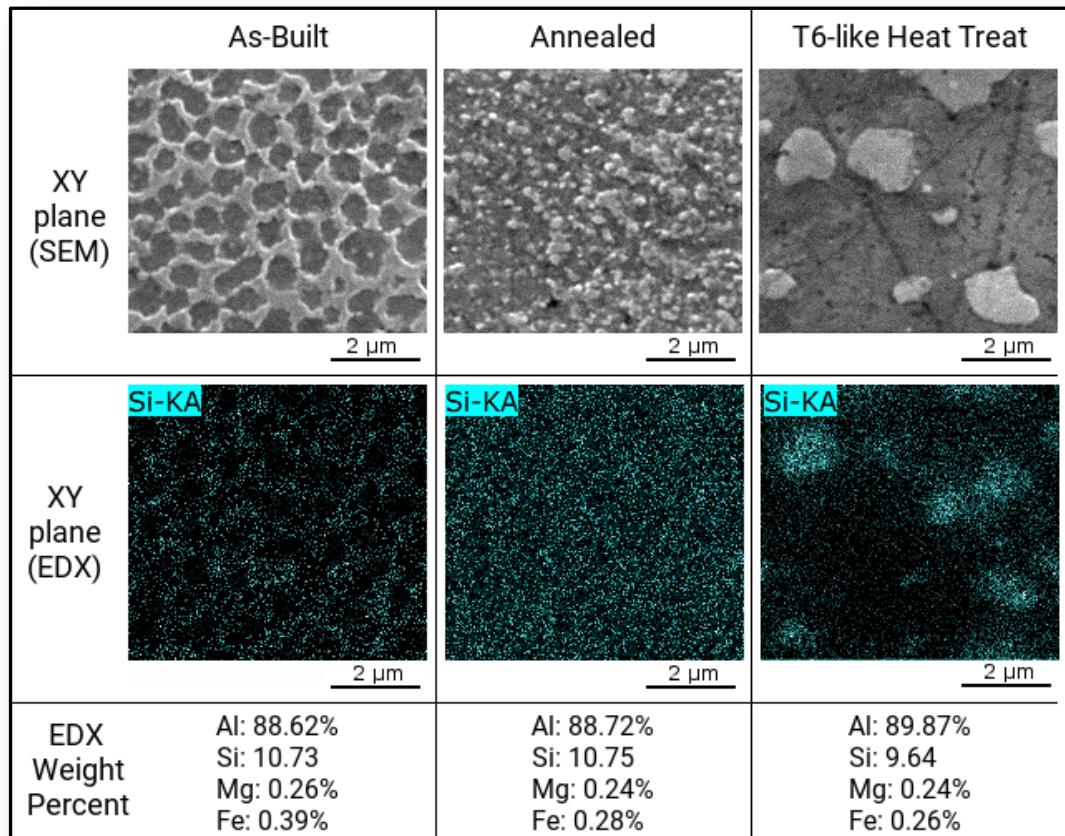 As-Built
Annealed
T6-like Heat Treat
XY
plane
(SEM)
2 µm
2 µm
2 µm
XY
plane
(EDX)
Si-KA
Si-KA
Si-KA
2 µm
2 µm
2 µm
EDX
Weight
Percent
Al: 88.62%
Si: 10.73
Mg: 0.26%
Fe: 0.39%
Al: 88.72%
Si: 10.75
Mg: 0.24%
Fe: 0.28%
Al: 89.87%
Si: 9.64
Mg: 0.24%
Fe: 0.26%